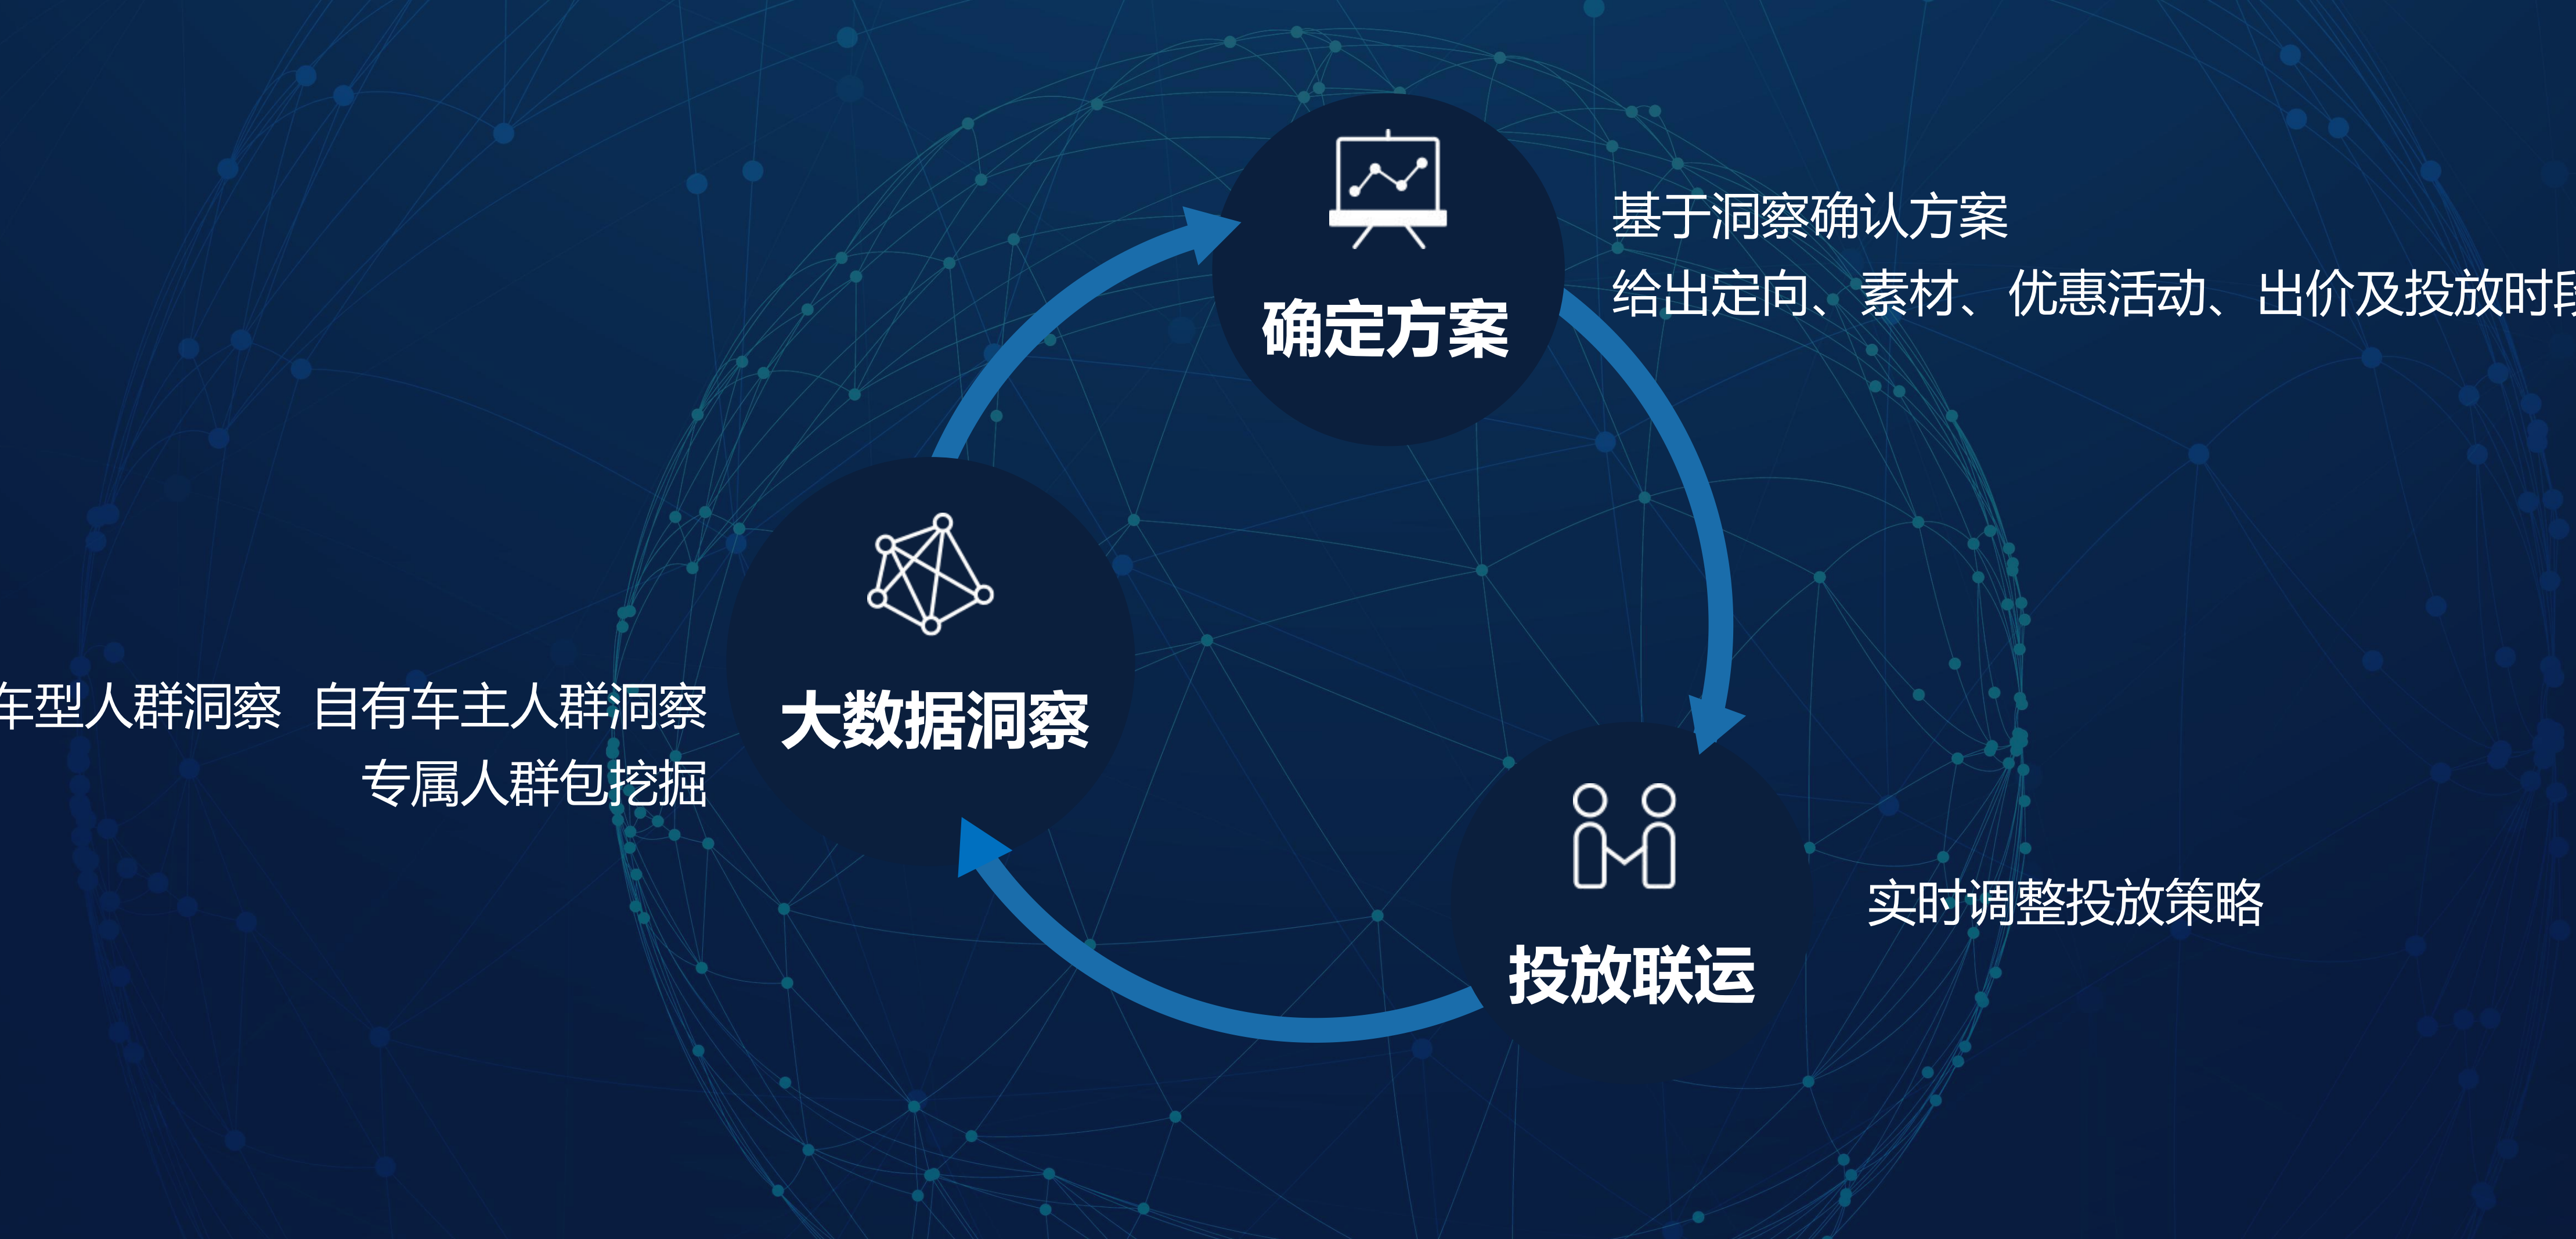 基于洞察确认方案
给出定向、素材、优惠活动、出价及投放时段
确定方案
大数据洞察
车型人群洞察 自有车主人群洞察
专属人群包挖掘
投放联运
实时调整投放策略